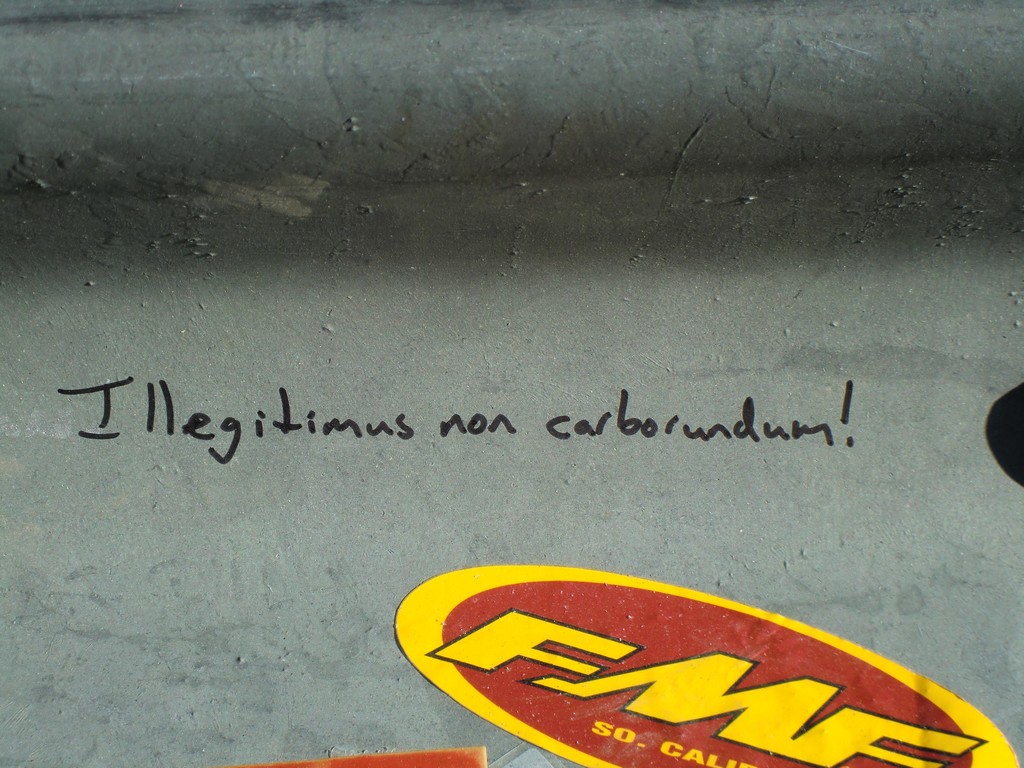 Illegitimus non carborundum!
FMF
SO. CALIF